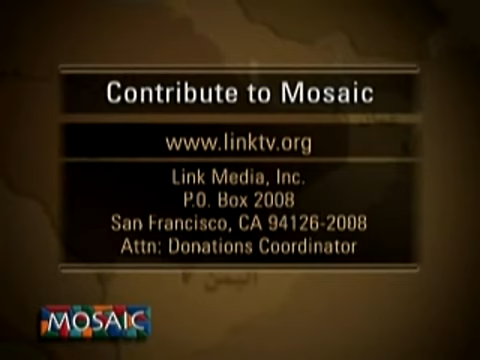 Contribute to Mosaic
www.linktv.org
Link Media, Inc.
P.O. Box 2008
San Francisco, CA 94126-2008
Attn: Donations Coordinator
اليمن
MOSAIC